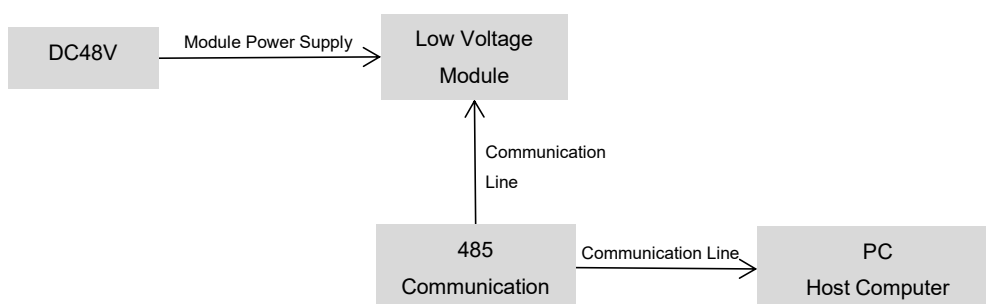 DC48V
Module Power Supply
Low Voltage
Module
Communication
Line
485
Communication
Communication Line
PC
Host Computer